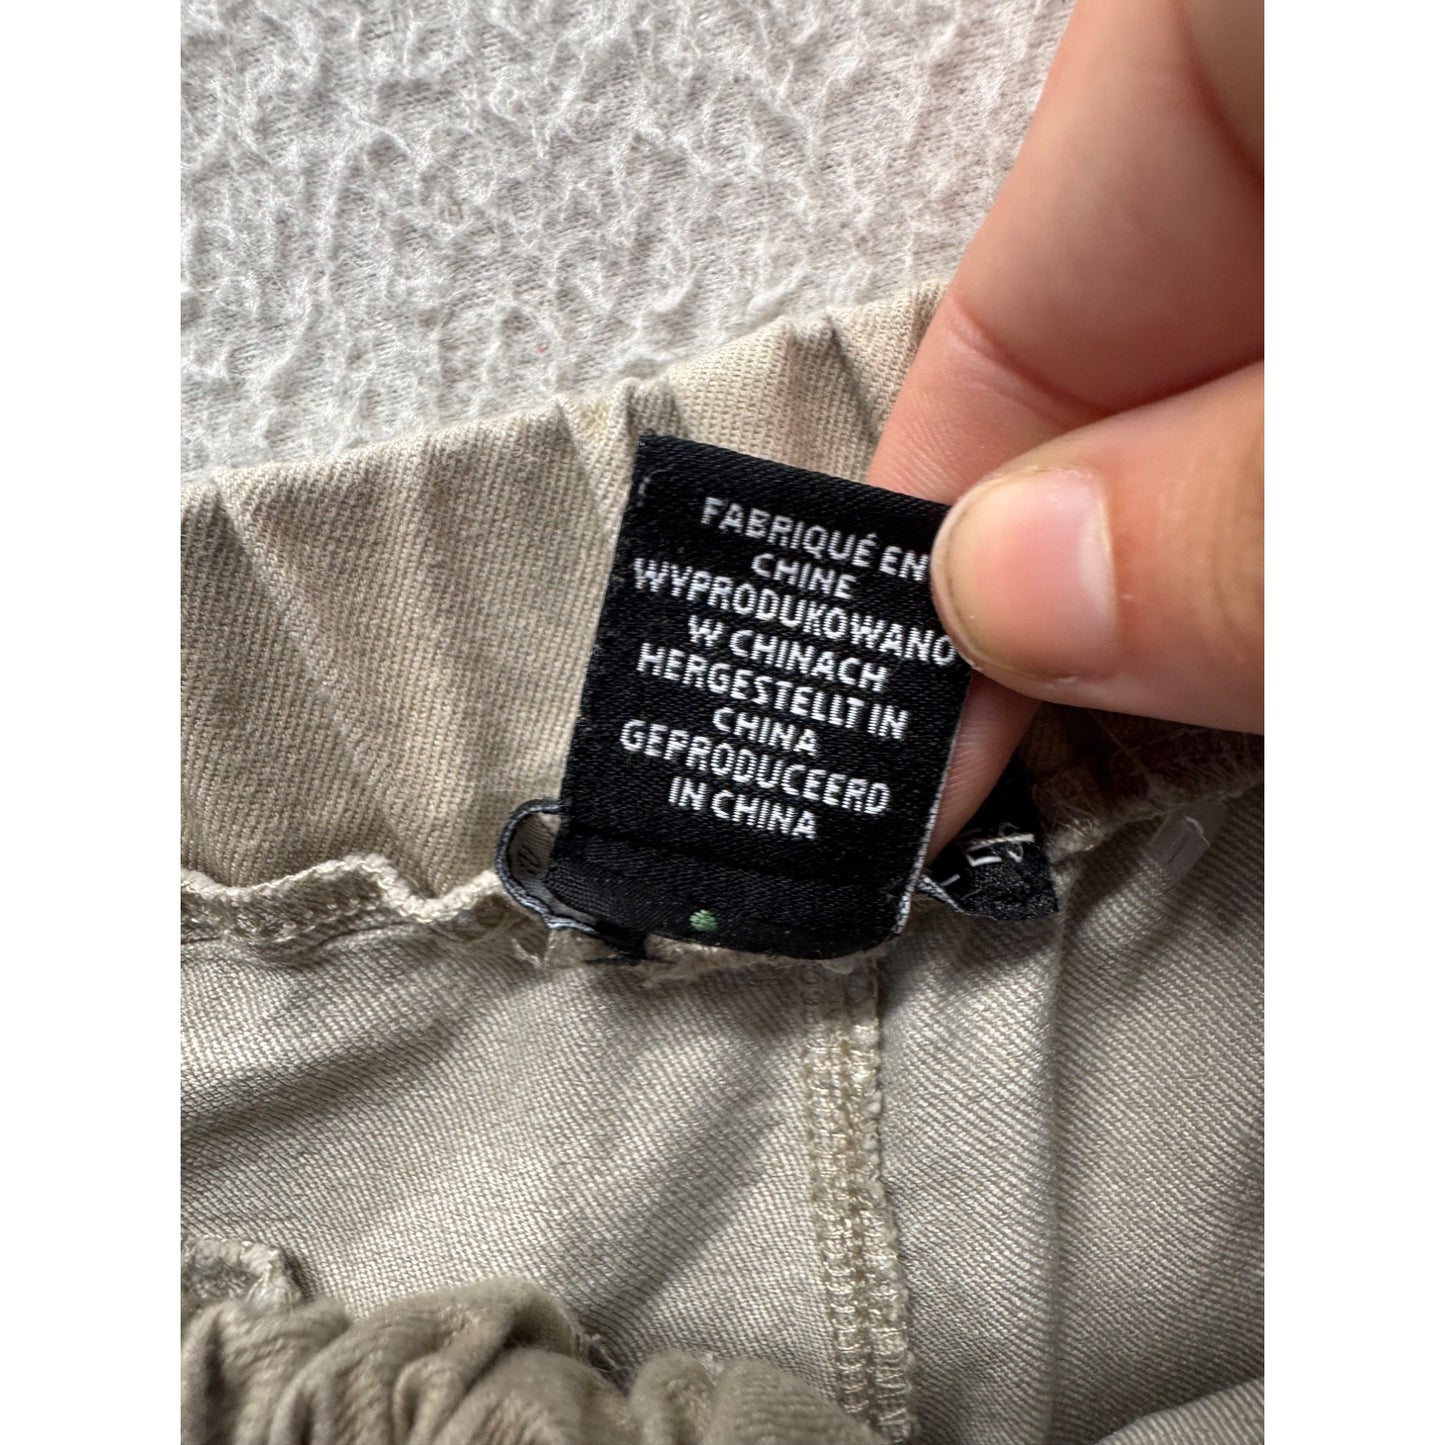 FABRIQUÉ EN
CHINE
WYPRODUKOWANO
W CHINACH
HERGESTELLT IN
CHINA
GEPRODUCEERD
IN CHINA